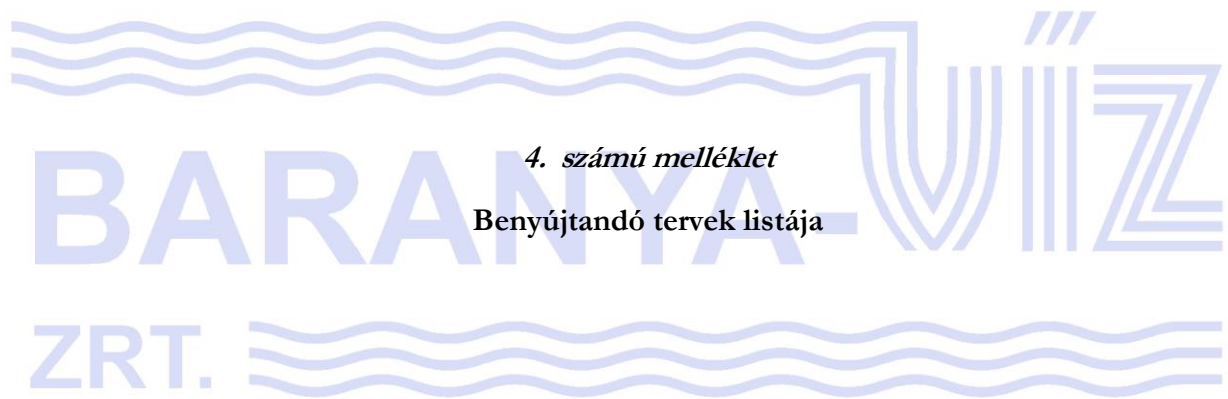 4. számú melléklet
Benyújtandó tervek listája
BARANYA-VÍZ
ZRT.